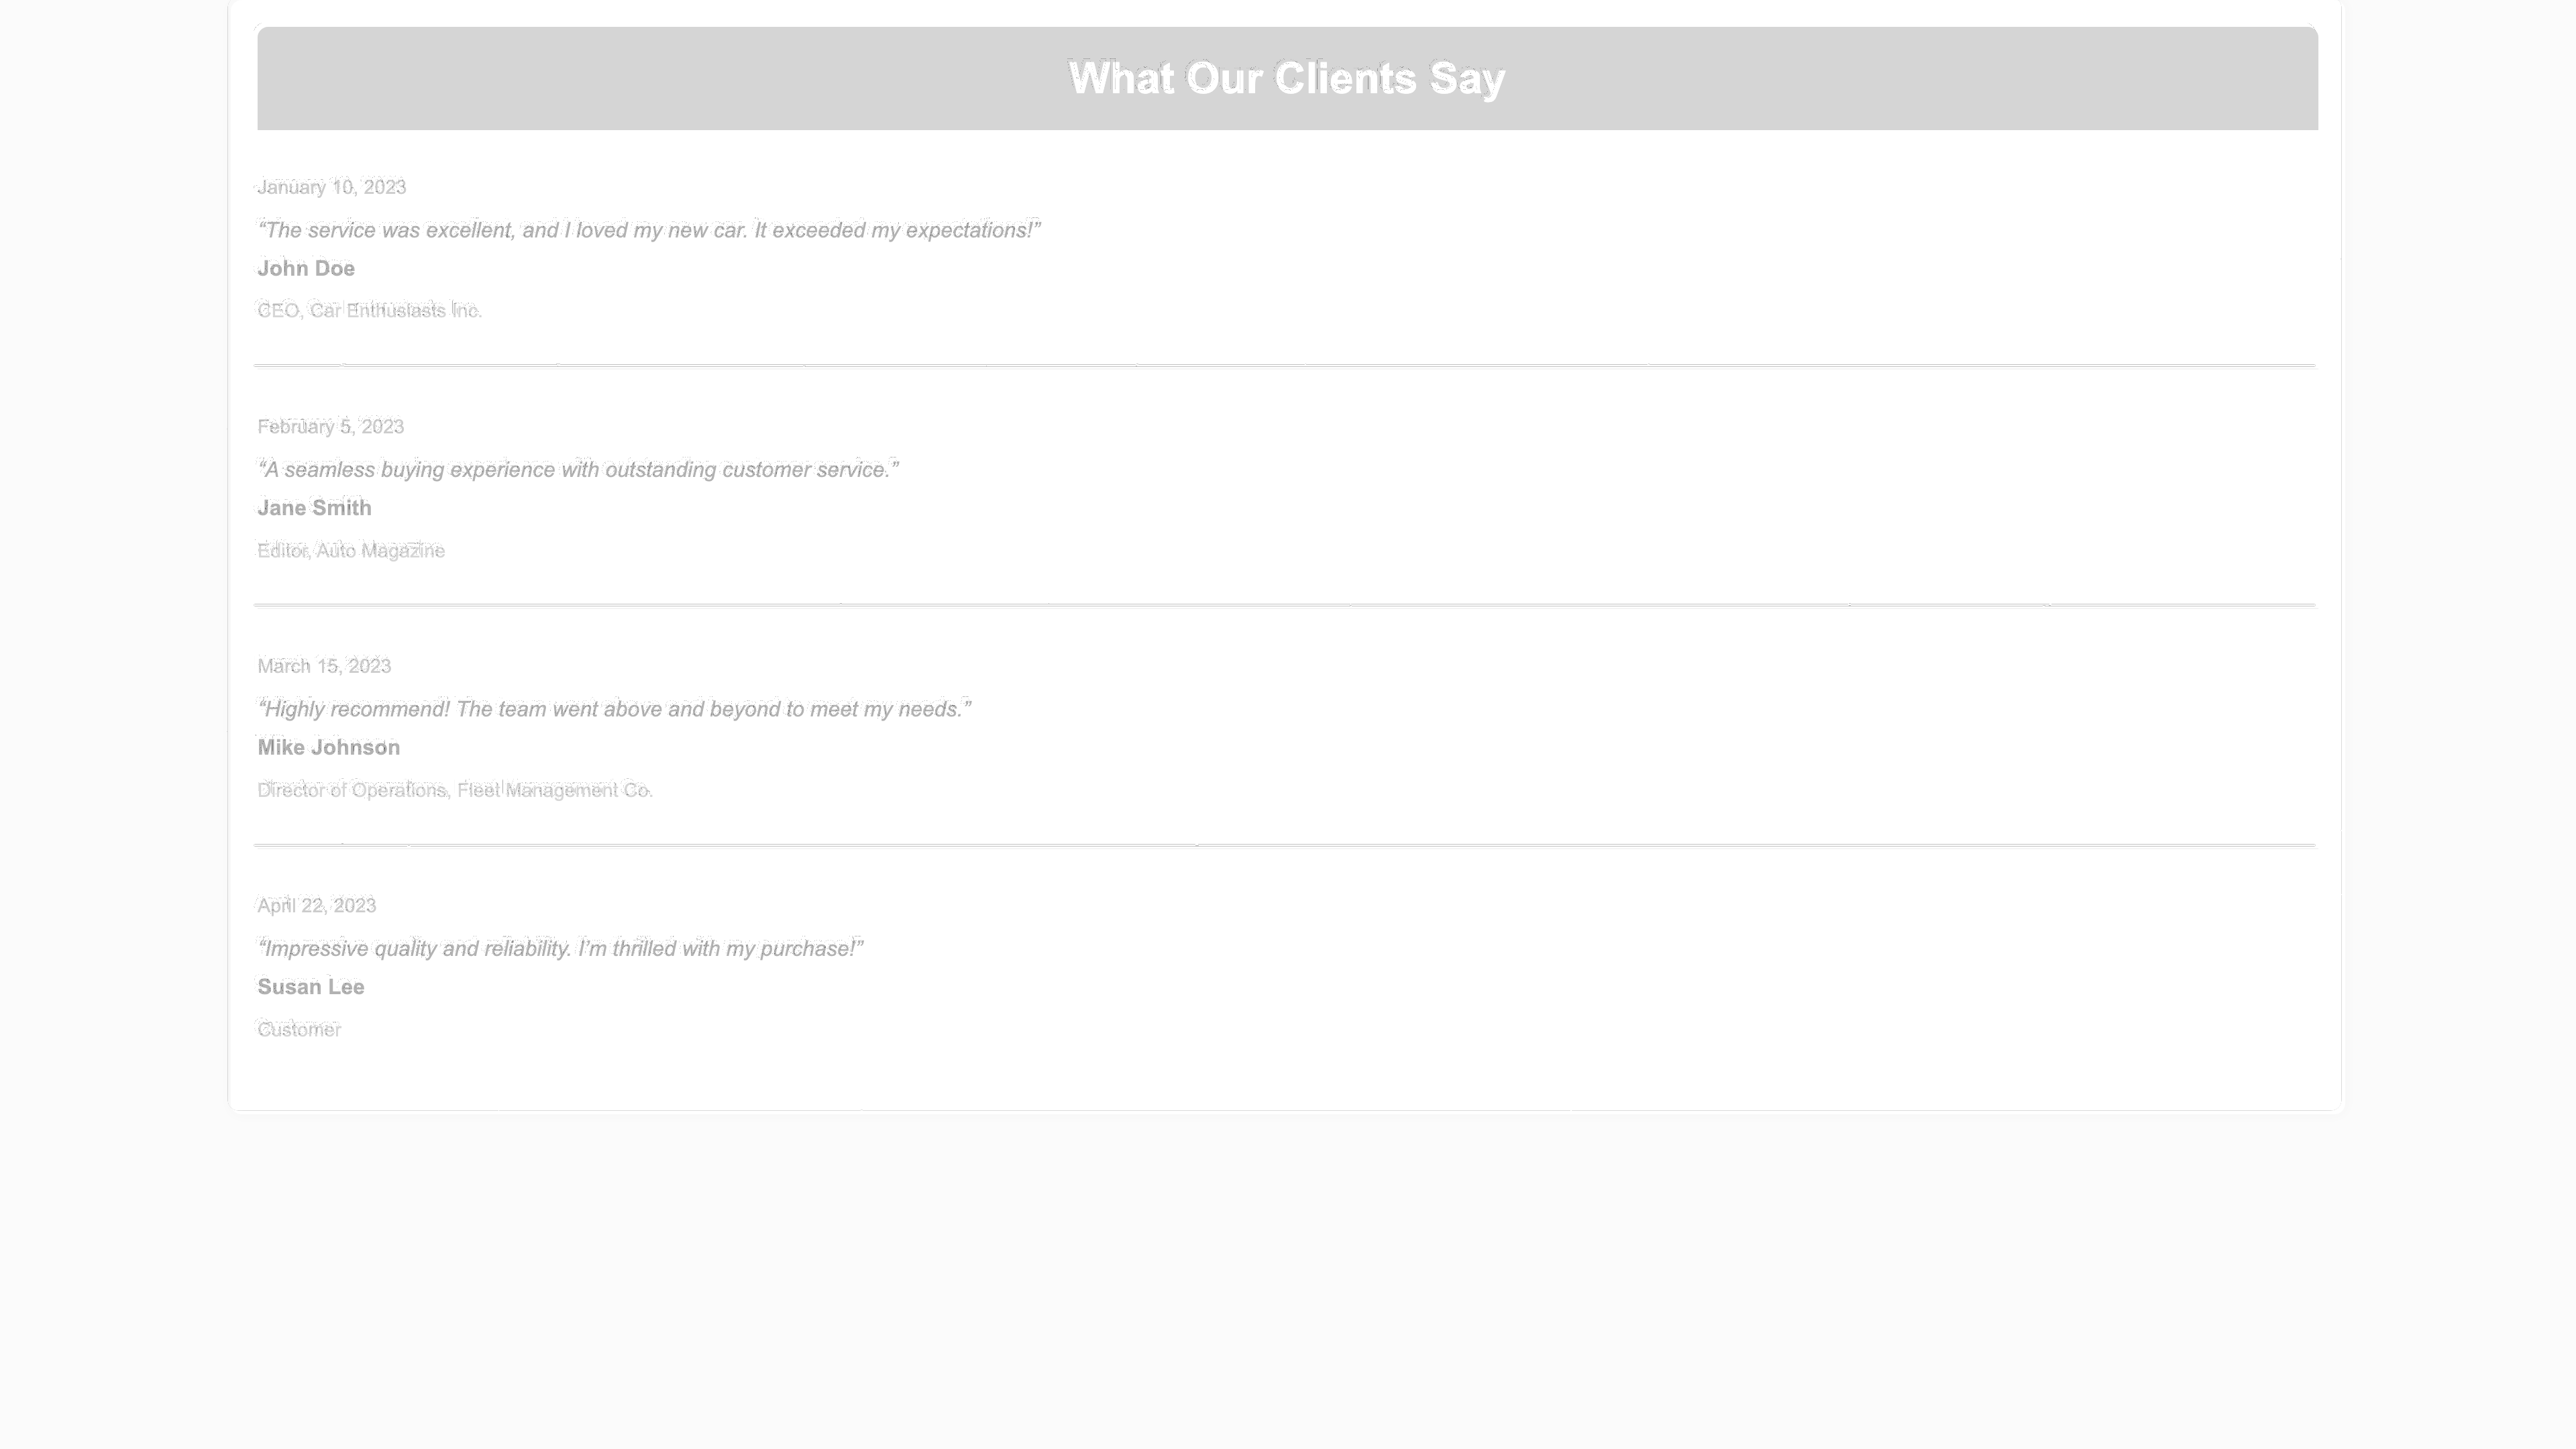 What Our Clients Say
January 10, 2023
“The service was excellent, and I loved my new car. It exceeded my expectations!”
John Doe
CEO, Car Enthusiasts Inc.
February 5, 2023
“A seamless buying experience with outstanding customer service.”
Jane Smith
Editor, Auto Magazine
March 15, 2023
“Highly recommend! The team went above and beyond to meet my needs.”
Mike Johnson
Director of Operations, Fleet Management Co.
April 22, 2023
“Impressive quality and reliability. I’m thrilled with my purchase!”
Susan Lee
Customer